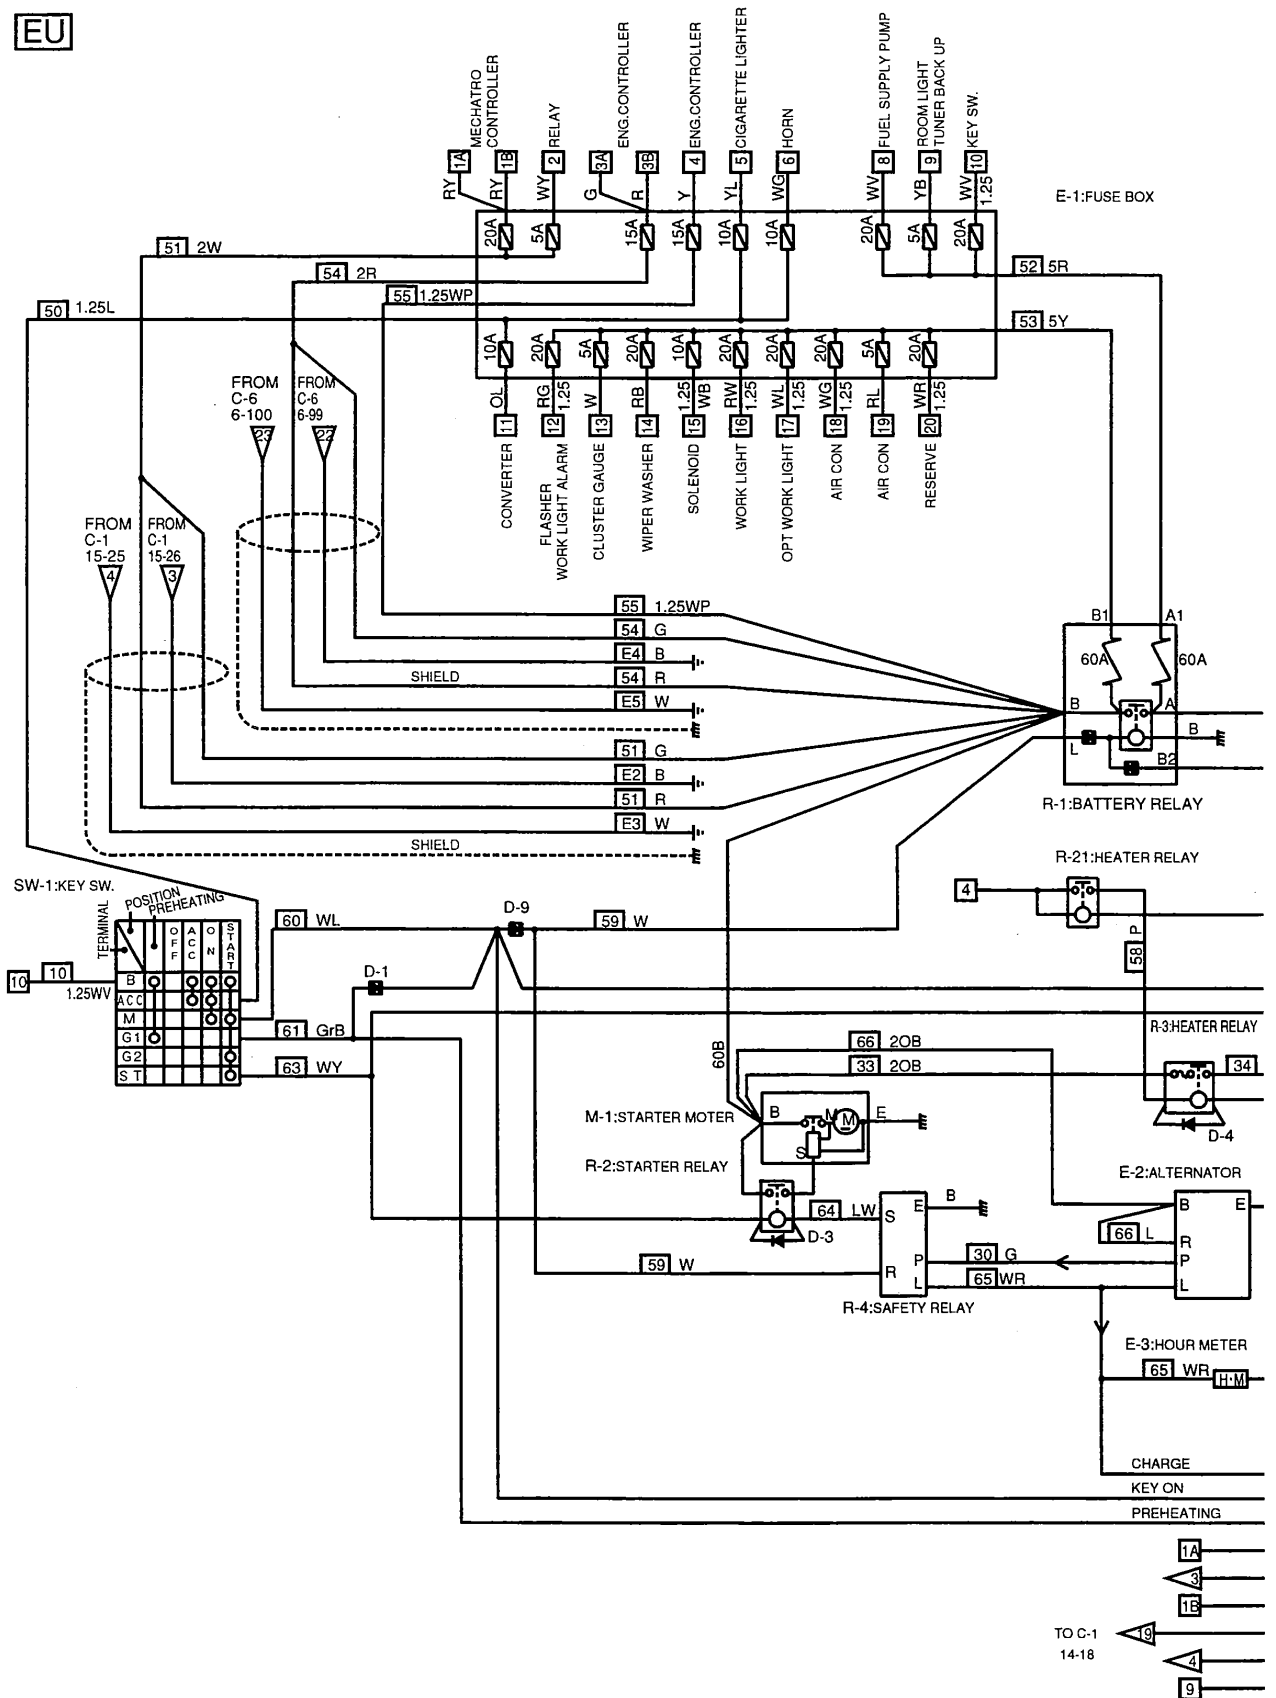 EU
MECHATRO
CONTROLLER
RELAY
ENG.CONTROLLER
ENG.CONTROLLER
CIGARETTE LIGHTER
HORN
FUEL SUPPLY PUMP
ROOM LIGHT
TUNER BACK UP
KEY SW.
1A 1B 2 3A 3B 4 5 6 8 9 10
RY RY WY G R Y YL WG WV YB WV 1.25
E-1:FUSE BOX
20A 5A 15A 15A 10A 10A 20A 5A 20A
51 2W
54 2R
52 5R
55 1.25WP
50 1.25L
53 5Y
10A 20A 5A 20A 10A 20A 20A 20A 5A 20A
OL RG 1.25 W RB 1.25 WB RW 1.25 WL 1.25 WG 1.25 RL WR 1.25
11 12 13 14 15 16 17 18 19 20
CONVERTER
FLASHER
WORK LIGHT ALARM
CLUSTER GAUGE
WIPER WASHER
SOLENOID
WORK LIGHT
OPT WORK LIGHT
AIR CON
AIR CON
RESERVE
FROM
C-6
6-100
23
FROM
C-6
6-99
22
FROM
C-1
15-25
4
FROM
C-1
15-26
3
55 1.25WP
54 G
E4 B
SHIELD 54 R
E5 W
51 G
E2 B
51 R
E3 W
SHIELD
B1 A1
60A 60A
B A
L B
B2
R-1:BATTERY RELAY
R-21:HEATER RELAY
4
58 P
SW-1:KEY SW.
TERMINAL
POSITION
PREHEATING
OFF ACC ON START
B
ACC
M
G1
G2
ST
10 10
1.25WV
60 WL
D-9
59 W
D-1
61 GrB
63 WY
R-3:HEATER RELAY
34
D-4
60B
66 2OB
33 2OB
M-1:STARTER MOTER
B M M E
S
R-2:STARTER RELAY
D-3
64 LW
S E B
P
R L
59 W
R-4:SAFETY RELAY
30 G
65 WR
E-2:ALTERNATOR
B E
66 L R
P
L
E-3:HOUR METER
65 WR H·M
CHARGE
KEY ON
PREHEATING
1A
3
1B
TO C-1 19
14-18
4
9